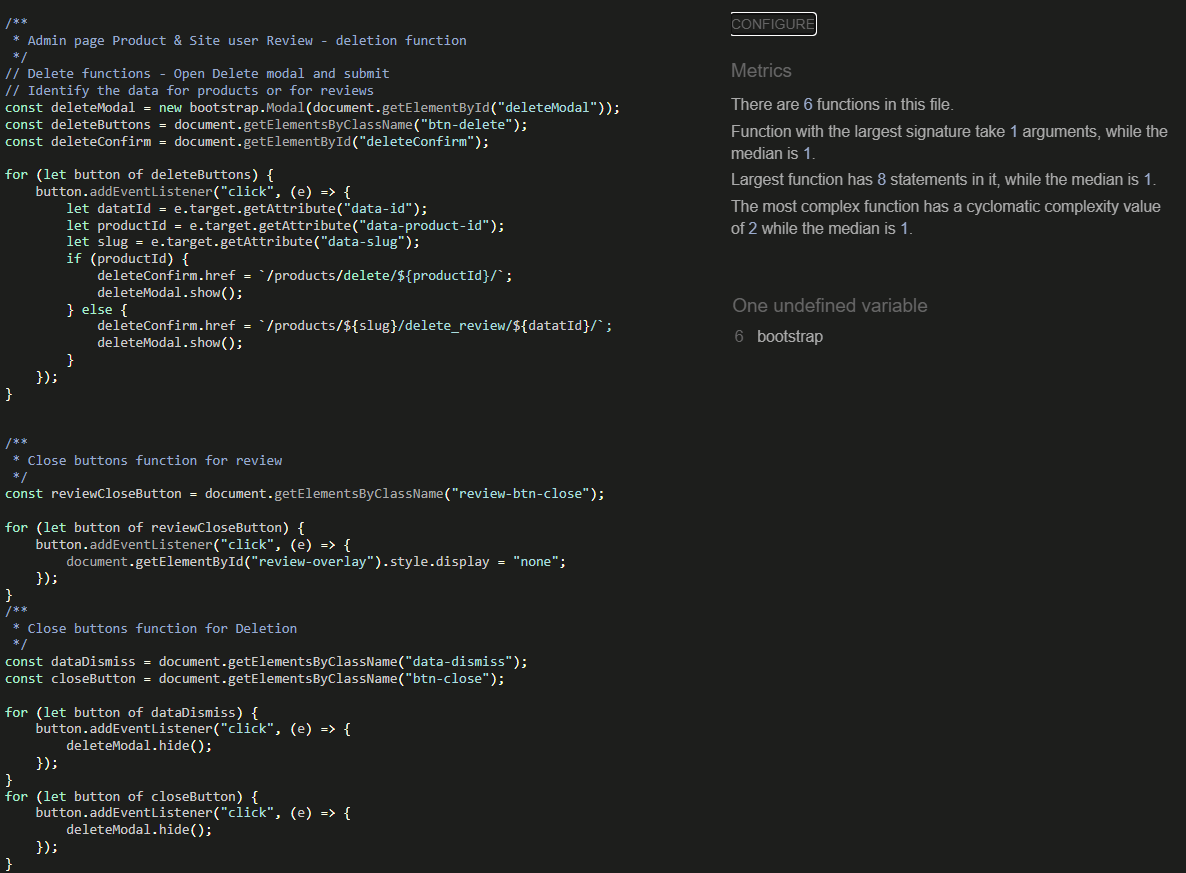 /**
 * Admin page Product & Site user Review - deletion function
 */
// Delete functions - Open Delete modal and submit
// Identify the data for products or for reviews
const deleteModal = new bootstrap.Modal(document.getElementById("deleteModal"));
const deleteButtons = document.getElementsByClassName("btn-delete");
const deleteConfirm = document.getElementById("deleteConfirm");

for (let button of deleteButtons) {
    button.addEventListener("click", (e) => {
        let datatId = e.target.getAttribute("data-id");
        let productId = e.target.getAttribute("data-product-id");
        let slug = e.target.getAttribute("data-slug");
        if (productId) {
            deleteConfirm.href = `/products/delete/${productId}/`;
            deleteModal.show();
        } else {
            deleteConfirm.href = `/products/${slug}/delete_review/${datatId}/`;
            deleteModal.show();
        }
    });
}

/**
 * Close buttons function for review
 */
const reviewCloseButton = document.getElementsByClassName("review-btn-close");

for (let button of reviewCloseButton) {
    button.addEventListener("click", (e) => {
        document.getElementById("review-overlay").style.display = "none";
    });
}
/**
 * Close buttons function for Deletion
 */
const dataDismiss = document.getElementsByClassName("data-dismiss");
const closeButton = document.getElementsByClassName("btn-close");

for (let button of dataDismiss) {
    button.addEventListener("click", (e) => {
        deleteModal.hide();
    });
}
for (let button of closeButton) {
    button.addEventListener("click", (e) => {
        deleteModal.hide();
    });
}
CONFIGURE
Metrics
There are 6 functions in this file.
Function with the largest signature take 1 arguments, while the
median is 1.
Largest function has 8 statements in it, while the median is 1.
The most complex function has a cyclomatic complexity value
of 2 while the median is 1.
One undefined variable
6 bootstrap